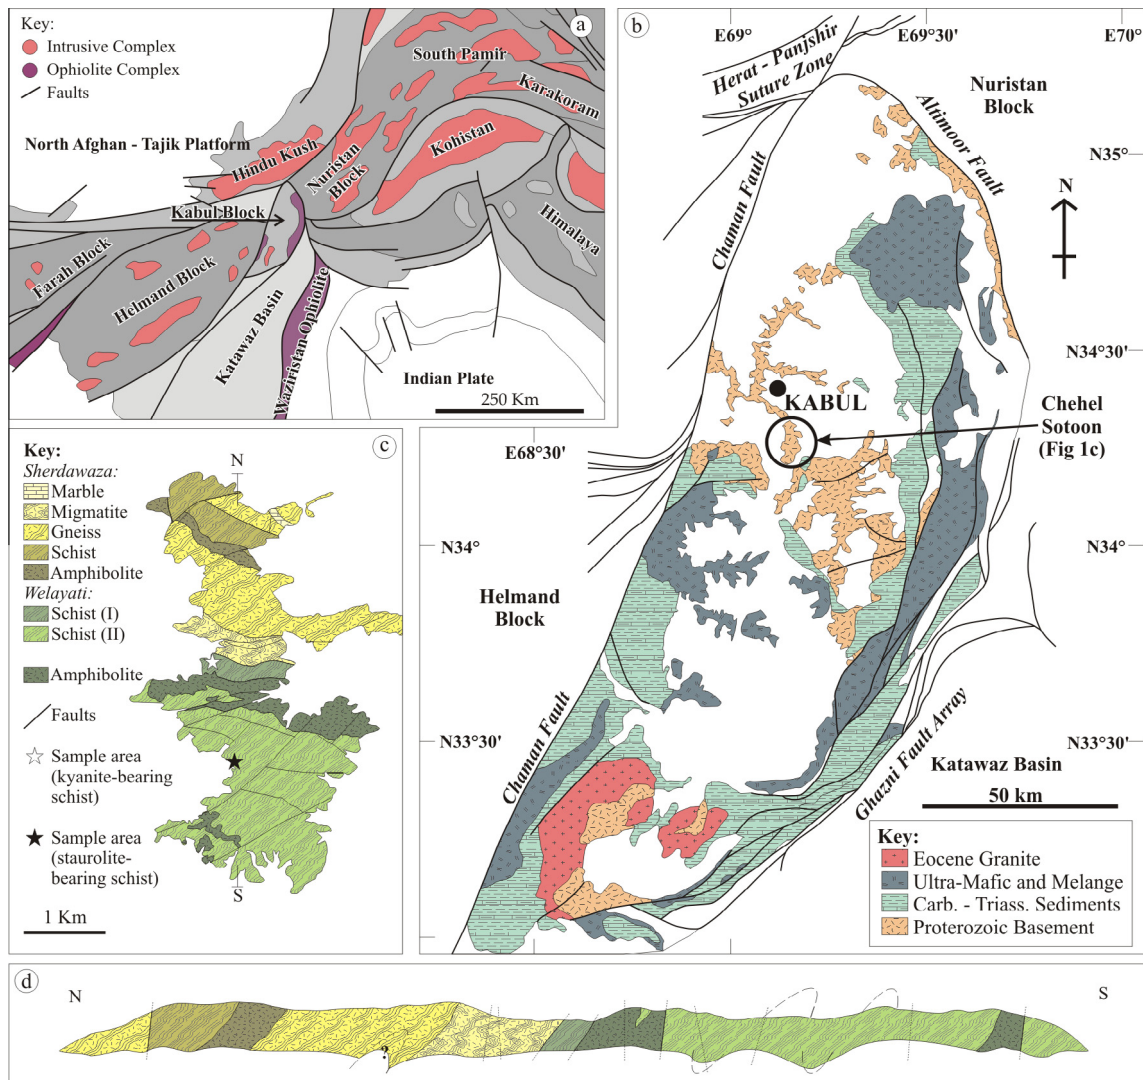 a
Key:
Intrusive Complex
Ophiolite Complex
Faults
North Afghan - Tajik Platform
South Pamir
Karakoram
Kohistan
Hindu Kush
Nuristan
Block
Kabul Block
Himalaya
Farah Block
Helmand Block
Katawaz Basin
Waziristan Ophiolite
Indian Plate
250 Km
b
E69°
E69°30'
E70°
Herat - Panjshir
Suture Zone
Nuristan
Block
Altimoor Fault
N35°
N
Chaman Fault
N34°30'
KABUL
Chehel
Sotoon
(Fig 1c)
E68°30'
N34°
N34°
Helmand
Block
Chaman Fault
N33°30'
N33°30'
Ghazni Fault Array
Katawaz Basin
50 km
Key:
Eocene Granite
Ultra-Mafic and Melange
Carb. - Triass. Sediments
Proterozoic Basement
c
Key:
Sherdawaza:
Marble
Migmatite
Gneiss
Schist
Amphibolite
Welayati:
Schist (I)
Schist (II)
Amphibolite
Faults
Sample area
(kyanite-bearing
schist)
Sample area
(staurolite-
bearing schist)
1 Km
N
S
d
N
S
?